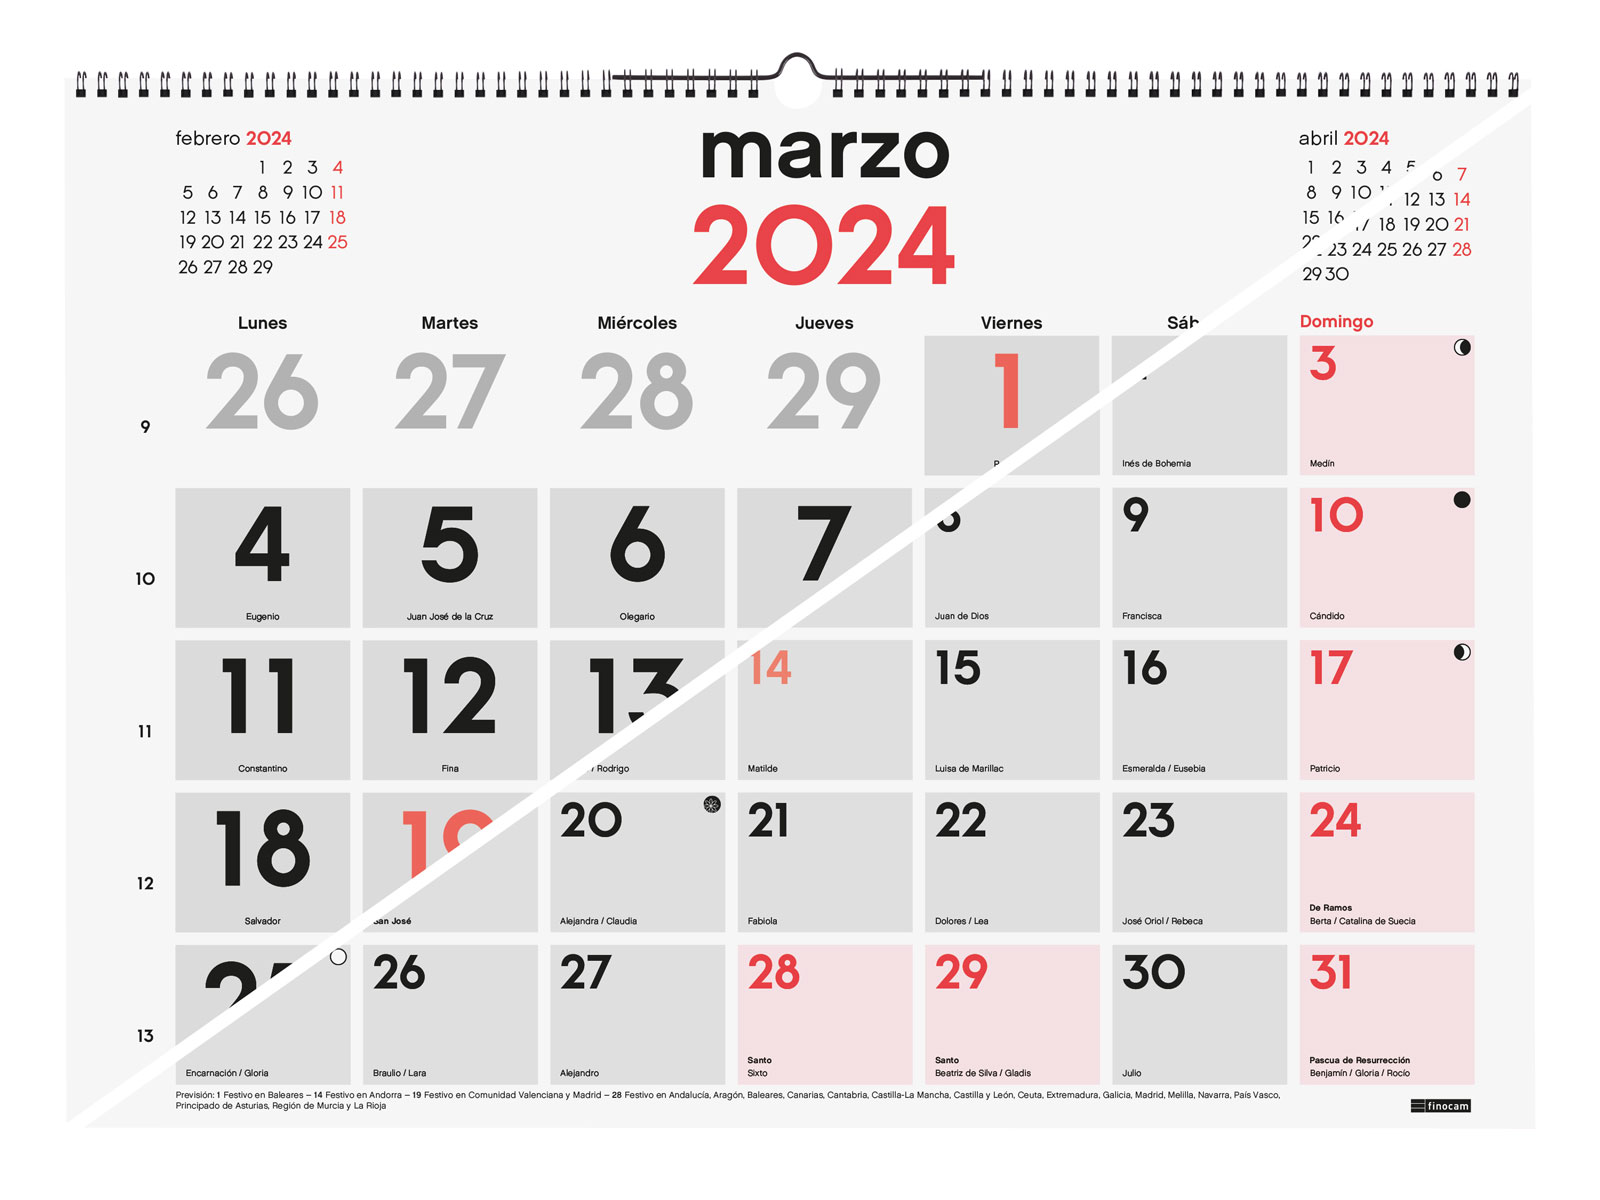 febrero 2024
1 2 3 4
5 6 7 8 9 10 11
12 13 14 15 16 17 18
19 20 21 22 23 24 25
26 27 28 29
marzo
2024
abril 2024
1 2 3 4 5 6 7
8 9 10 12 13 14
15 16 17 18 19 20 21
23 24 25 26 27 28
29 30
Lunes Martes Miércoles Jueves Viernes Sáb Domingo
9 26 27 28 29 1 3
Inés de Bohemia Medín
10 4 5 6 7 9 10
Eugenio Juan José de la Cruz Olegario Juan de Dios Francisca Cándido
11 11 12 13 14 15 16 17
Constantino Fina / Rodrigo Matilde Luisa de Marillac Esmeralda / Eusebia Patricio
12 18 19 20 21 22 23 24
De Ramos
Salvador San José Alejandra / Claudia Fabiola Dolores / Lea José Oriol / Rebeca Berta / Catalina de Suecia
13 25 26 27 28 29 30 31
Santo Santo Pascua de Resurrección
Encarnación / Gloria Braulio / Lara Alejandro Sixto Beatriz de Silva / Gladis Julio Benjamín / Gloria / Rocío
Previsión: 1 Festivo en Baleares – 14 Festivo en Andorra – 19 Festivo en Comunidad Valenciana y Madrid – 28 Festivo en Andalucía, Aragón, Baleares, Canarias, Cantabria, Castilla-La Mancha, Castilla y León, Ceuta, Extremadura, Galicia, Madrid, Melilla, Navarra, País Vasco,
Principado de Asturias, Región de Murcia y La Rioja
finocam